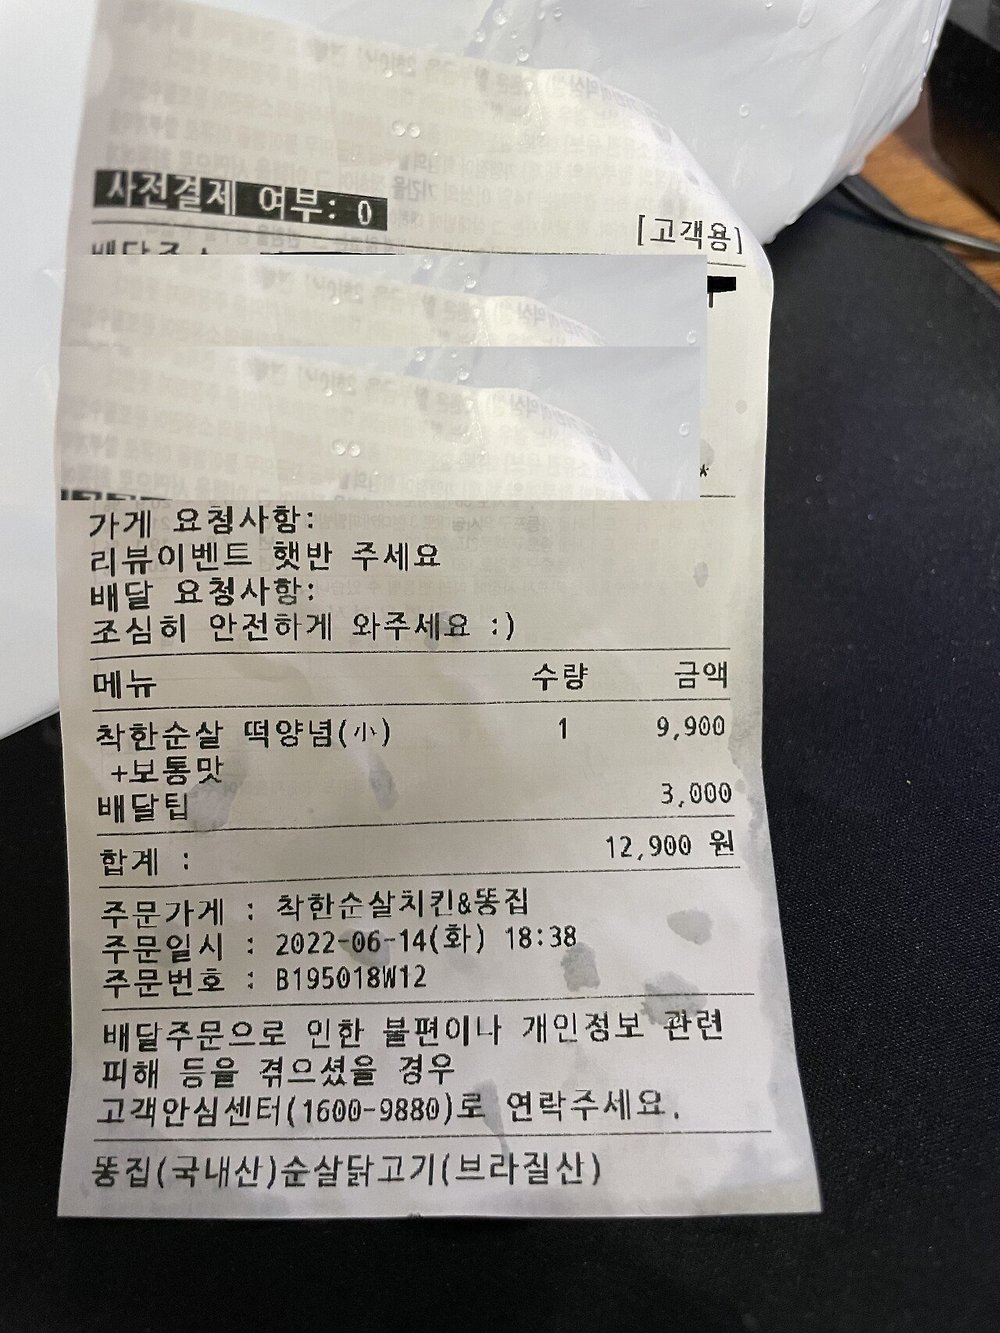 사전결제 여부: O
[고객용]
배달주소
가게 요청사항:
리뷰이벤트 햇반 주세요
배달 요청사항:
조심히 안전하게 와주세요 :)
메뉴 수량 금액
착한순살 떡양념(小) 1 9,900
+보통맛
배달팁 3,000
합계 : 12,900 원
주문가게 : 착한순살치킨&똥집
주문일시 : 2022-06-14(화) 18:38
주문번호 : B195018W12
배달주문으로 인한 불편이나 개인정보 관련
피해 등을 겪으셨을 경우
고객안심센터(1600-9880)로 연락주세요.
똥집(국내산)순살닭고기(브라질산)